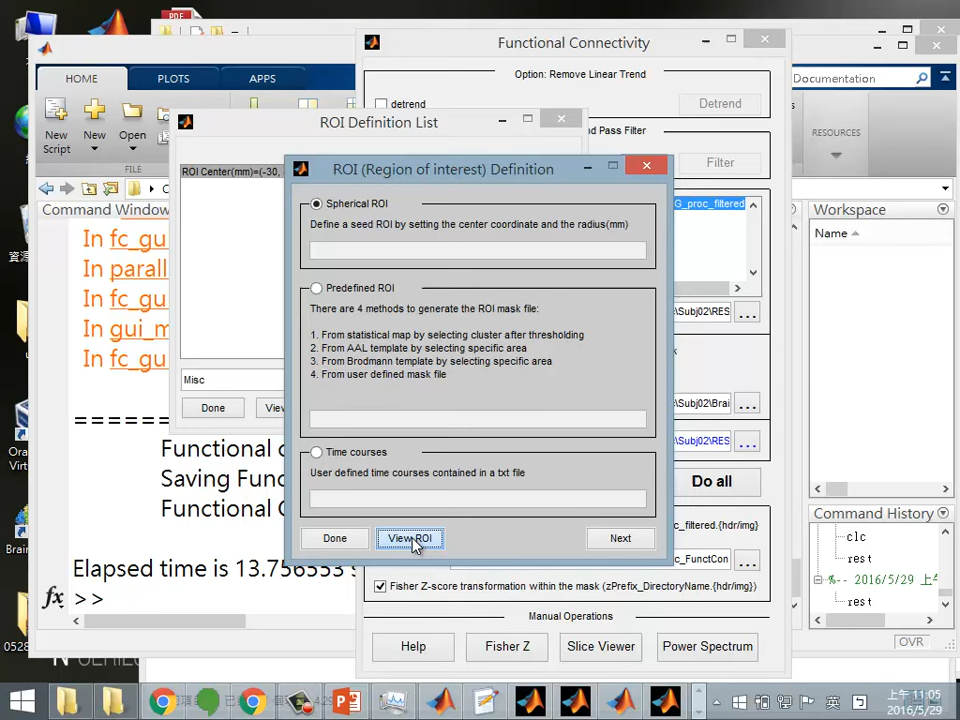 PDF
Functional Connectivity
HOME
PLOTS
APPS
Option: Remove Linear Trend
Documentation
detrend
Detrend
New
Script
New
Open
ROI Definition List
nd Pass Filter
RESOURCES
FILE
Filter
ROI Center(mm)=(-30,
ROI (Region of interest) Definition
Command Window
G_proc_filtered
Workspace
Spherical ROI
Name
Define a seed ROI by setting the center coordinate and the radius(mm)
In fc_gu
In parall
In fc_gu
In gui_m
In fc_gu
Predefined ROI
There are 4 methods to generate the ROI mask file:
1. From statistical map by selecting cluster after thresholding
2. From AAL template by selecting specific area
3. From Brodmann template by selecting specific area
4. From user defined mask file
\Subj02\RES
...
k
Misc
Done
View
\Subj02\Brai
...
Functional c
Saving Func
Functional C
Time courses
User defined time courses contained in a txt file
\Subj02\RES
...
Do all
Command History
clc
rest
%-- 2016/5/29 上午
rest
Done
View ROI
Next
c_filtered.{hdr/img}
c_FunctCon
...
Elapsed time is 13.756553 s
Fisher Z-score transformation within the mask (zPrefix_DirectoryName.{hdr/img})
fx >>
Manual Operations
OVR
Help
Fisher Z
Slice Viewer
Power Spectrum
上午 11:05
2016/5/29